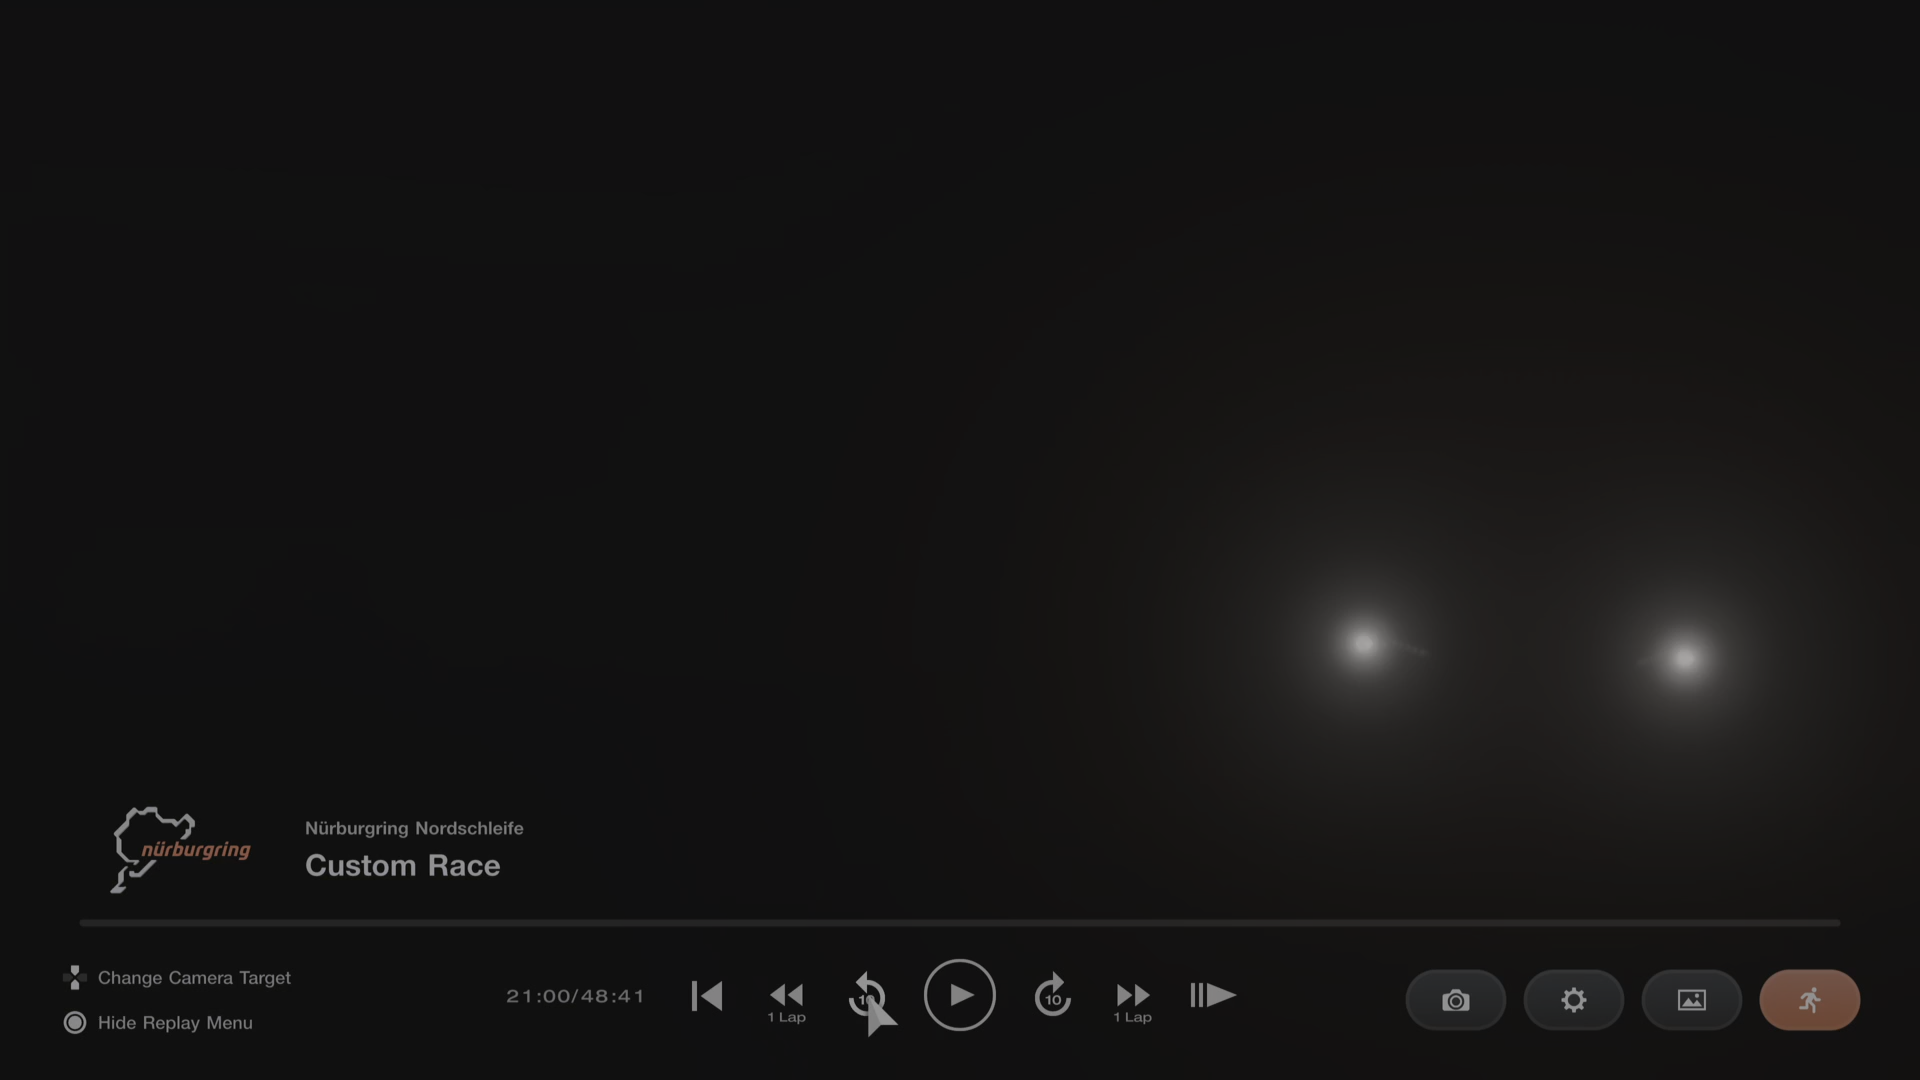 Nürburgring Nordschleife
nürburgring
Custom Race
Change Camera Target
Hide Replay Menu
21:00/48:41
1 Lap
10
10
1 Lap